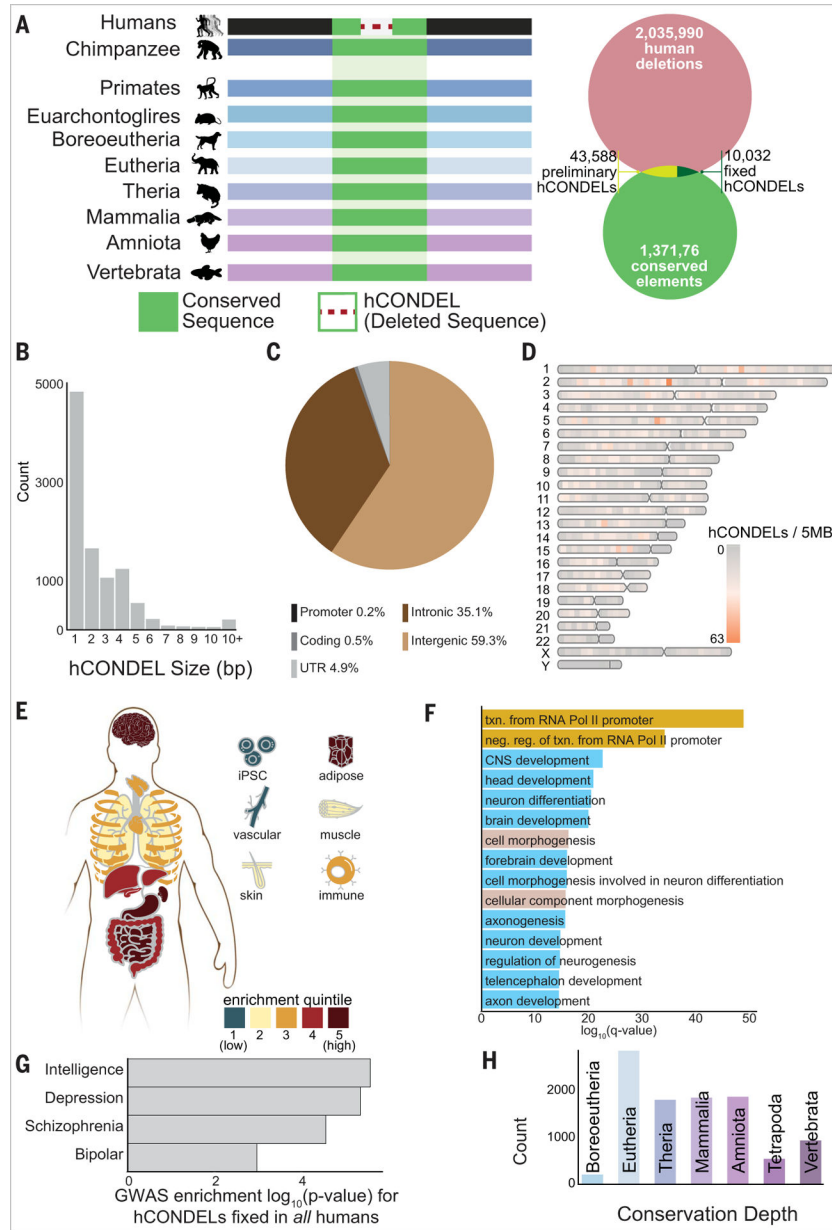 A
Humans
Chimpanzee
Primates
Euarchontoglires
Boreoeutheria
Eutheria
Theria
Mammalia
Amniota
Vertebrata
Conserved
Sequence
hCONDEL
(Deleted Sequence)
2,035,990
human
deletions
43,588
preliminary
hCONDELs
10,032
fixed
hCONDELs
1,371,76
conserved
elements
B
Count
5000
3000
1000
0
1 2 3 4 5 6 7 8 9 10 10+
hCONDEL Size (bp)
C
Promoter 0.2%
Coding 0.5%
UTR 4.9%
Intronic 35.1%
Intergenic 59.3%
D
1
2
3
4
5
6
7
8
9
10
11
12
13
14
15
16
17
18
19
20
21
22
X
Y
hCONDELs / 5MB
0
63
E
iPSC
adipose
vascular
muscle
skin
immune
enrichment quintile
1 2 3 4 5
(low) (high)
F
txn. from RNA Pol II promoter
neg. reg. of txn. from RNA Pol II promoter
CNS development
head development
neuron differentiation
brain development
cell morphogenesis
forebrain development
cell morphogenesis involved in neuron differentiation
cellular component morphogenesis
axonogenesis
neuron development
regulation of neurogenesis
telencephalon development
axon development
0 10 20 30 40 50
log10(q-value)
G
Intelligence
Depression
Schizophrenia
Bipolar
0 2 4
GWAS enrichment log10(p-value) for
hCONDELs fixed in all humans
H
Count
2000
1000
0
Boreoeutheria
Eutheria
Theria
Mammalia
Amniota
Tetrapoda
Vertebrata
Conservation Depth